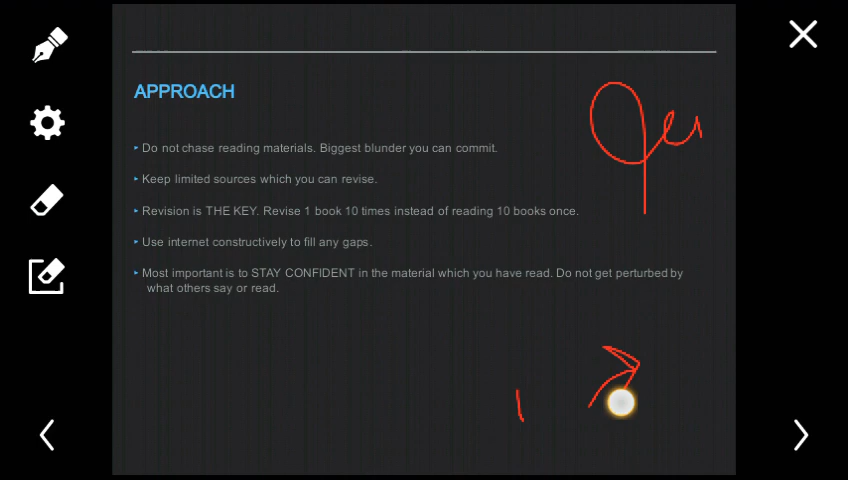 APPROACH
Do not chase reading materials. Biggest blunder you can commit.
Keep limited sources which you can revise.
Revision is THE KEY. Revise 1 book 10 times instead of reading 10 books once.
Use internet constructively to fill any gaps.
Most important is to STAY CONFIDENT in the material which you have read. Do not get perturbed by
what others say or read.